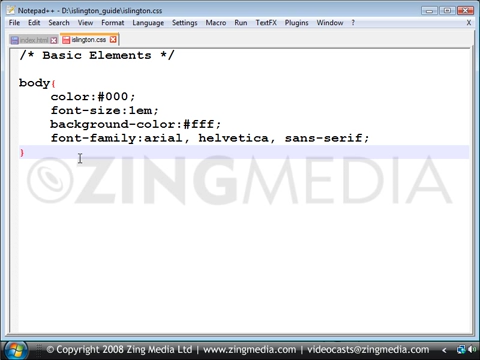 Notepad++ - D:\islington_guide\islington.css
File Edit Search View Format Language Settings Macro Run TextFX Plugins Window ? X
index.html islington.css
/* Basic Elements */
body{
color:#000;
font-size:1em;
background-color:#fff;
font-family:arial, helvetica, sans-serif;
}
ZINGMEDIA
© Copyright 2008 Zing Media Ltd | www.zingmedia.com | videocasts@zingmedia.com